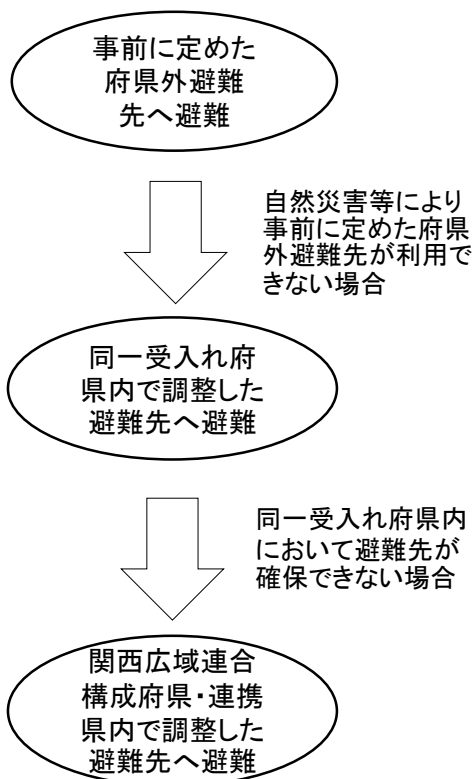 事前に定めた
府県外避難
先へ避難
自然災害等により
事前に定めた府県
外避難先が利用で
きない場合
同一受入れ府
県内で調整した
避難先へ避難
同一受入れ府県内
において避難先が
確保できない場合
関西広域連合
構成府県・連携
県内で調整した
避難先へ避難